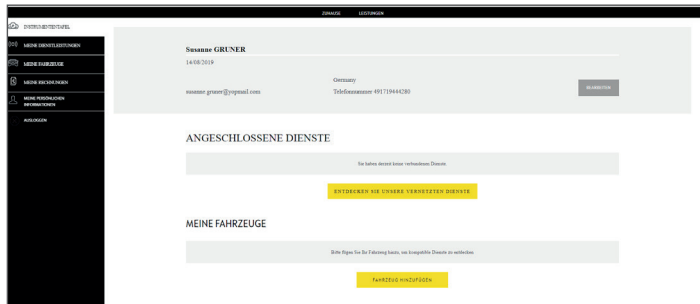 ZUHAUSE LEISTUNGEN
INSTRUMENTENTAFEL
MEINE DIENSTLEISTUNGEN
MEINE FAHRZEUGE
MEINE RECHNUNGEN
MEINE PERSÖNLICHEN
INFORMATIONEN
AUSLOGGEN
Susanne GRUNER
14/08/2019
Germany
susanne.gruner@yopmail.com
Telefonnummer 491719444280
BEARBEITEN
ANGESCHLOSSENE DIENSTE
Sie haben derzeit keine verbundenen Dienste
ENTDECKEN SIE UNSERE VERNETZTEN DIENSTE
MEINE FAHRZEUGE
Bitte fügen Sie Ihr Fahrzeug hinzu, um kompatible Dienste zu entdecken
FAHRZEUG HINZUFÜGEN